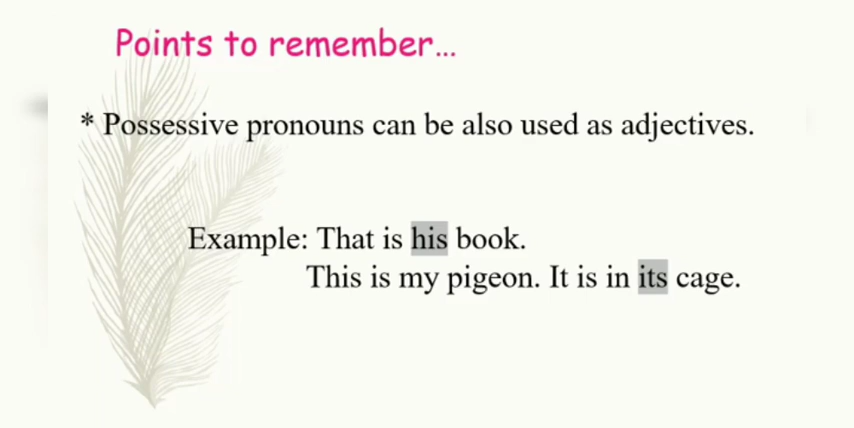 Points to remember...
* Possessive pronouns can be also used as adjectives.
Example: That is his book.
This is my pigeon. It is in its cage.